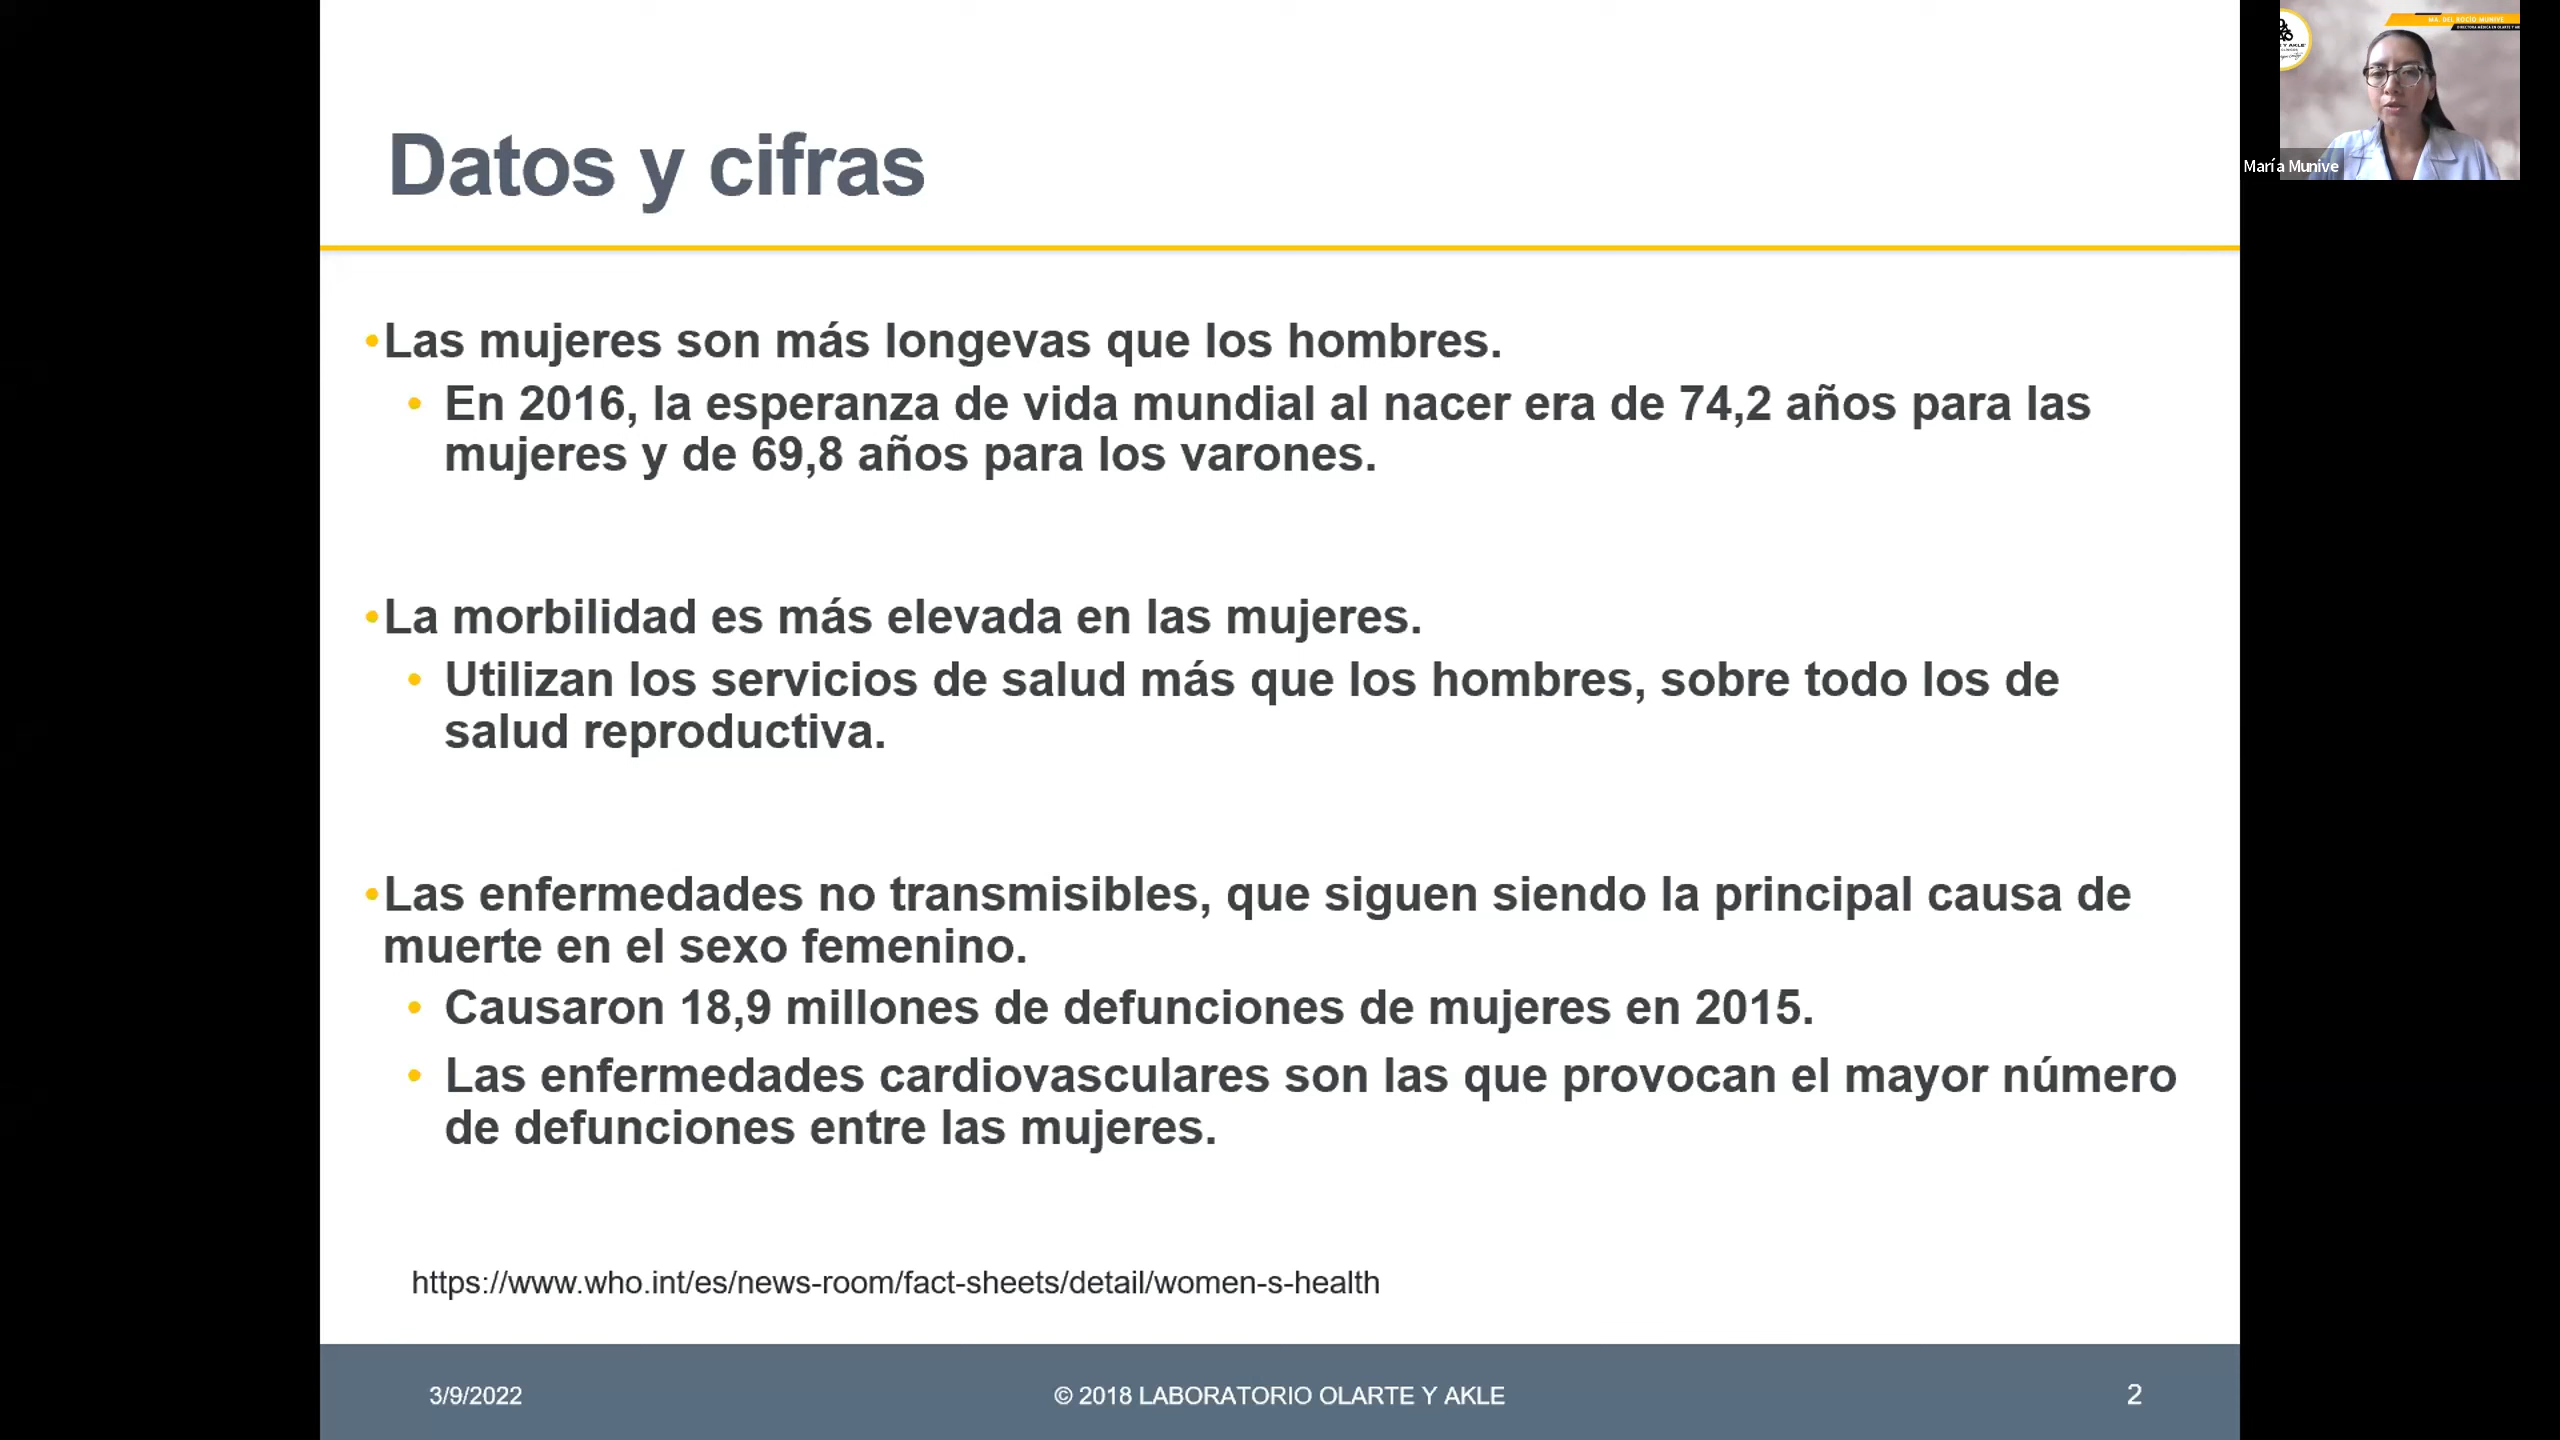 Datos y cifras
•Las mujeres son más longevas que los hombres.
• En 2016, la esperanza de vida mundial al nacer era de 74,2 años para las
mujeres y de 69,8 años para los varones.
•La morbilidad es más elevada en las mujeres.
• Utilizan los servicios de salud más que los hombres, sobre todo los de
salud reproductiva.
•Las enfermedades no transmisibles, que siguen siendo la principal causa de
muerte en el sexo femenino.
• Causaron 18,9 millones de defunciones de mujeres en 2015.
• Las enfermedades cardiovasculares son las que provocan el mayor número
de defunciones entre las mujeres.
https://www.who.int/es/news-room/fact-sheets/detail/women-s-health
3/9/2022
© 2018 LABORATORIO OLARTE Y AKLE
2
MA. DEL ROCÍO MUNIVE
Y AKLE
María Munive